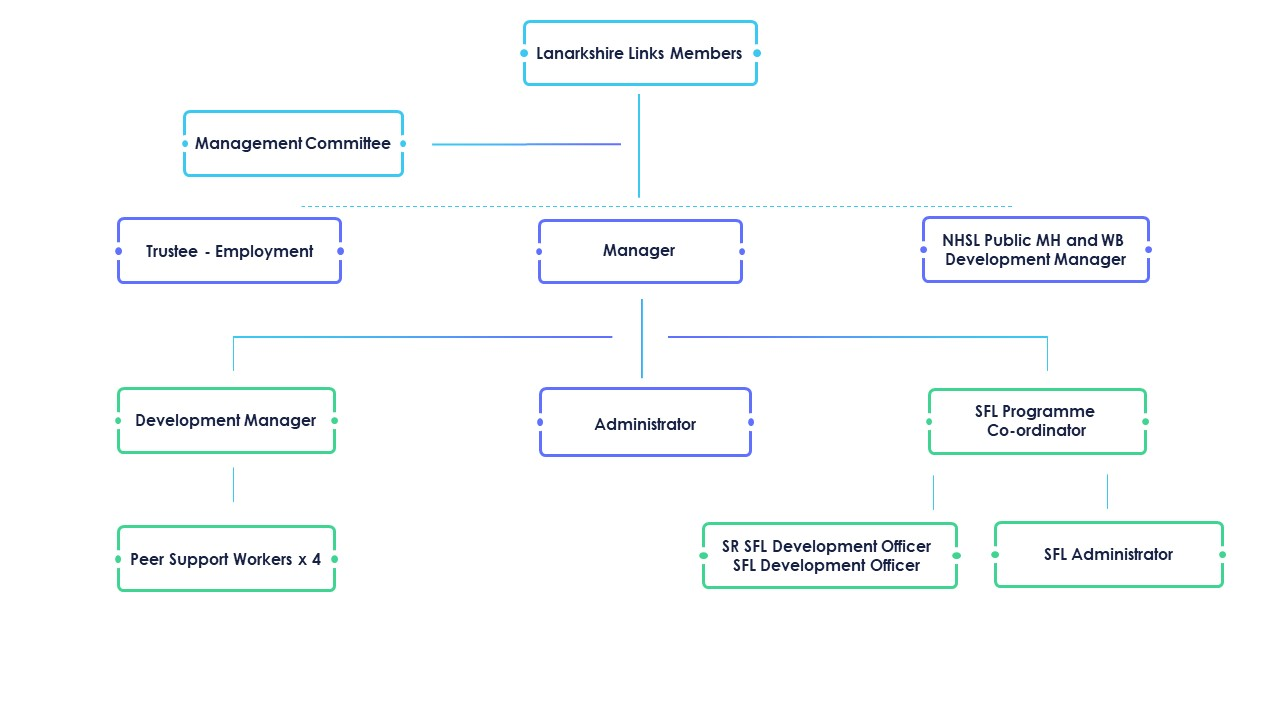 Lanarkshire Links Members
Management Committee
Trustee - Employment
Manager
NHSL Public MH and WB
Development Manager
Development Manager
Administrator
SFL Programme
Co-ordinator
Peer Support Workers x 4
SR SFL Development Officer
SFL Development Officer
SFL Administrator